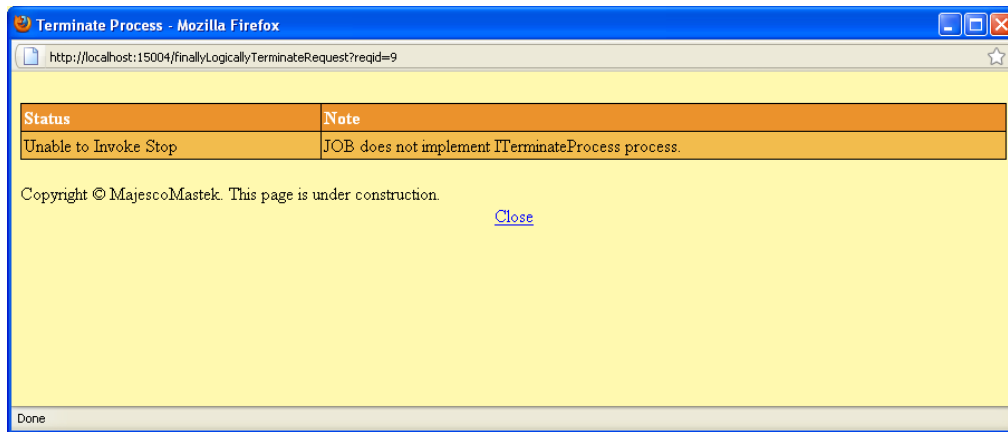 Terminate Process - Mozilla Firefox
http://localhost:15004/finallyLogicallyTerminateRequest?reqid=9
Status Note
Unable to Invoke Stop JOB does not implement ITerminateProcess process.
Copyright © MajescoMastek. This page is under construction.
Close
Done